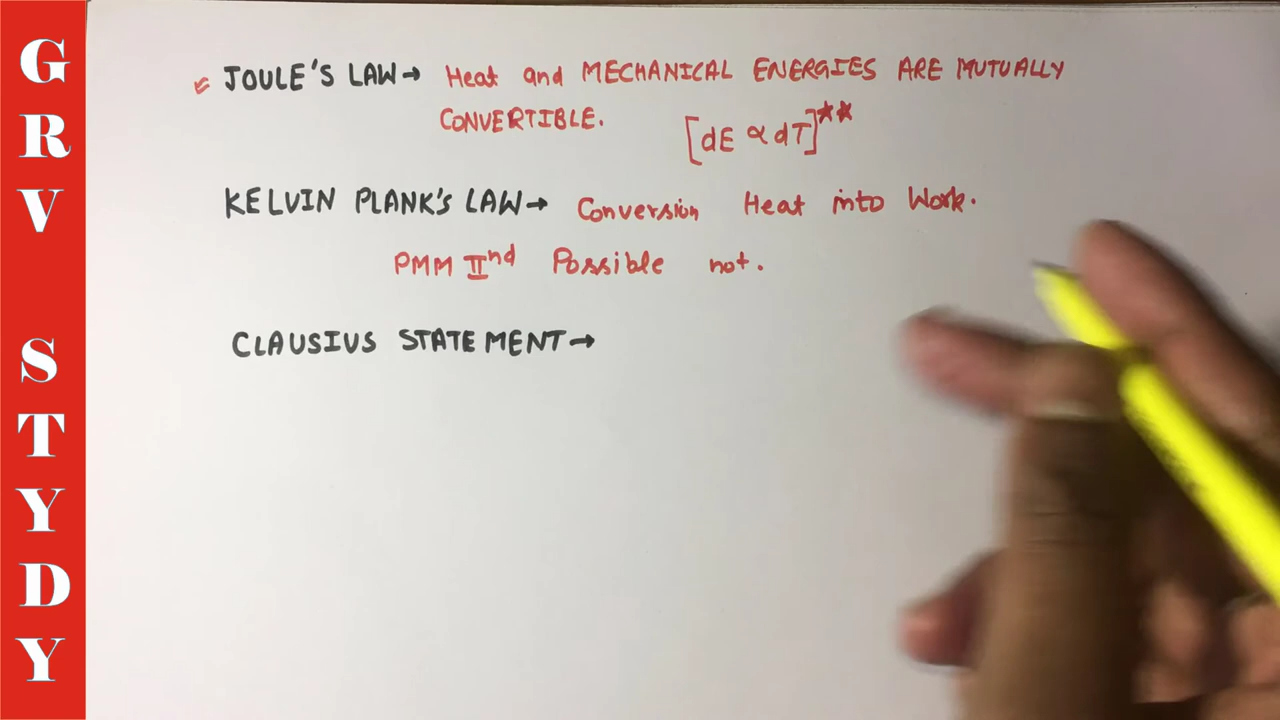 GRV STYDY
JOULE'S LAW→ Heat and MECHANICAL ENERGIES ARE MUTUALLY
CONVERTIBLE. [dE ∝ dT]**
KELVIN PLANK'S LAW→ Conversion Heat into Work.
PMM IInd Possible not.
CLAUSIUS STATEMENT→